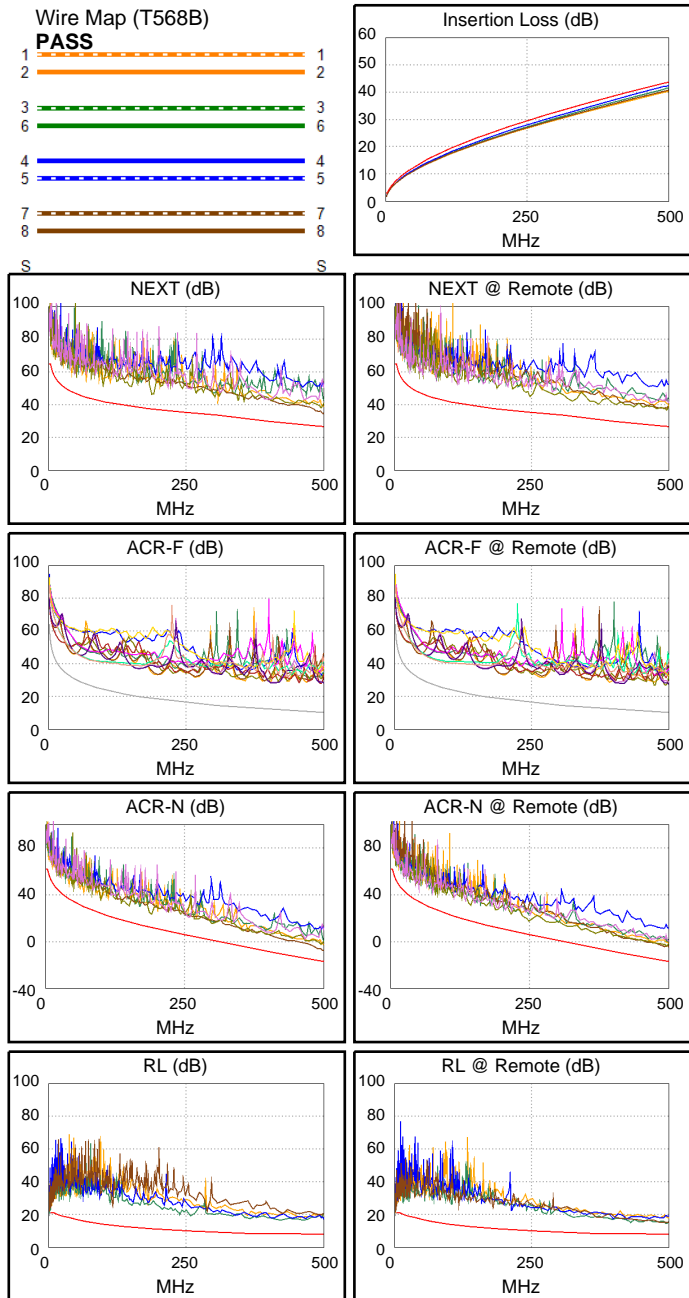 Wire Map (T568B)
PASS
1 1
2 2
3 3
6 6
4 4
5 5
7 7
8 8
S S
Insertion Loss (dB)
60
50
40
30
20
10
0
0 250 500
MHz
NEXT (dB)
100
80
60
40
20
0
0 250 500
MHz
NEXT @ Remote (dB)
100
80
60
40
20
0
0 250 500
MHz
ACR-F (dB)
100
80
60
40
20
0
0 250 500
MHz
ACR-F @ Remote (dB)
100
80
60
40
20
0
0 250 500
MHz
ACR-N (dB)
80
40
0
-40
0 250 500
MHz
ACR-N @ Remote (dB)
80
40
0
-40
0 250 500
MHz
RL (dB)
100
80
60
40
20
0
0 250 500
MHz
RL @ Remote (dB)
100
80
60
40
20
0
0 250 500
MHz